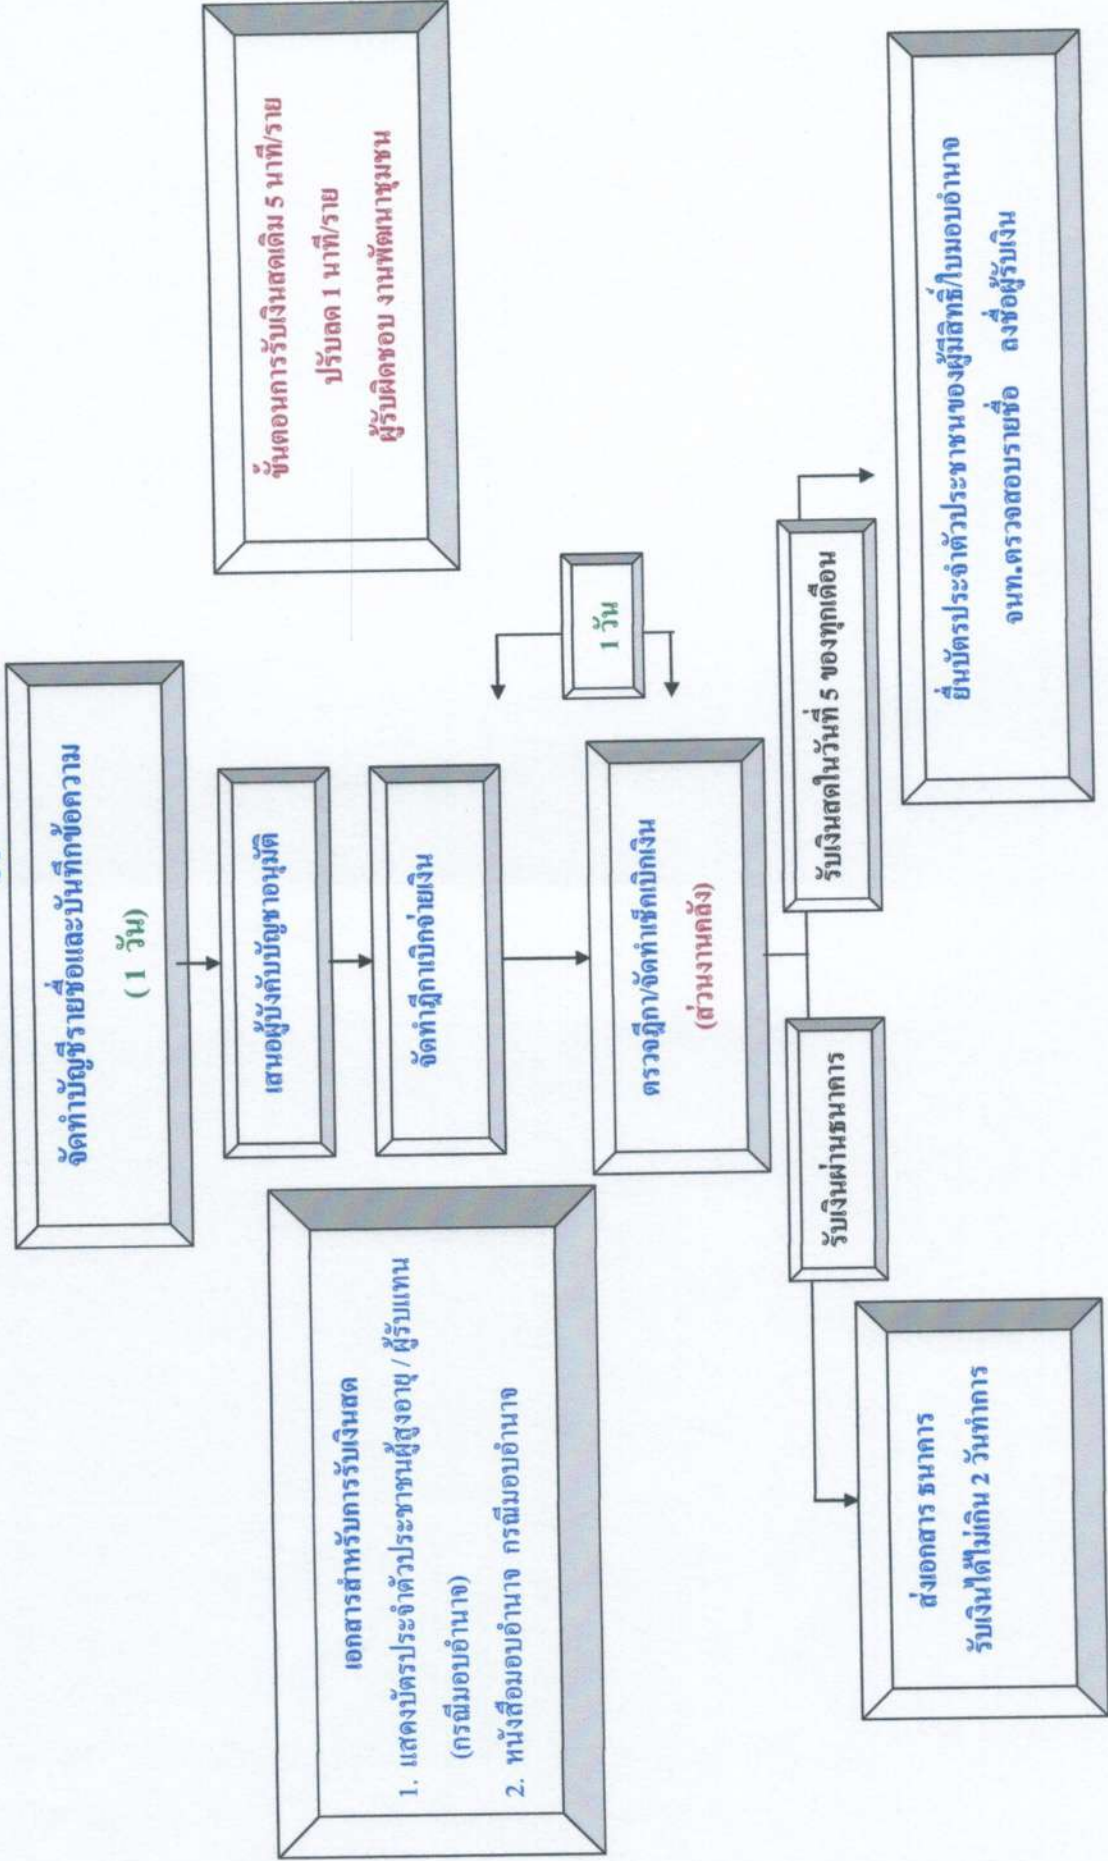 จัดทำบัญชีรายชื่อและบันทึกข้อความ
( 1 วัน)
เสนอผู้บังคับบัญชาอนุมัติ
จัดทำฎีกาเบิกจ่ายเงิน
ตรวจฎีกา/จัดทำเช็คเบิกเงิน
(ส่วนงานคลัง)
1 วัน
ขั้นตอนการรับเงินสดเดิม 5 นาที/ราย
ปรับลด 1 นาที/ราย
ผู้รับผิดชอบ งานพัฒนาชุมชน
เอกสารสำหรับการรับเงินสด
1. แสดงบัตรประจำตัวประชาชนผู้สูงอายุ / ผู้รับแทน
(กรณีมอบอำนาจ)
2. หนังสือมอบอำนาจ กรณีมอบอำนาจ
รับเงินผ่านธนาคาร
รับเงินสดในวันที่ 5 ของทุกเดือน
ส่งเอกสาร ธนาคาร
รับเงินได้ไม่เกิน 2 วันทำการ
ยื่นบัตรประจำตัวประชาชนของผู้มีสิทธิ์/ใบมอบอำนาจ
จนท.ตรวจสอบรายชื่อ ลงชื่อผู้รับเงิน